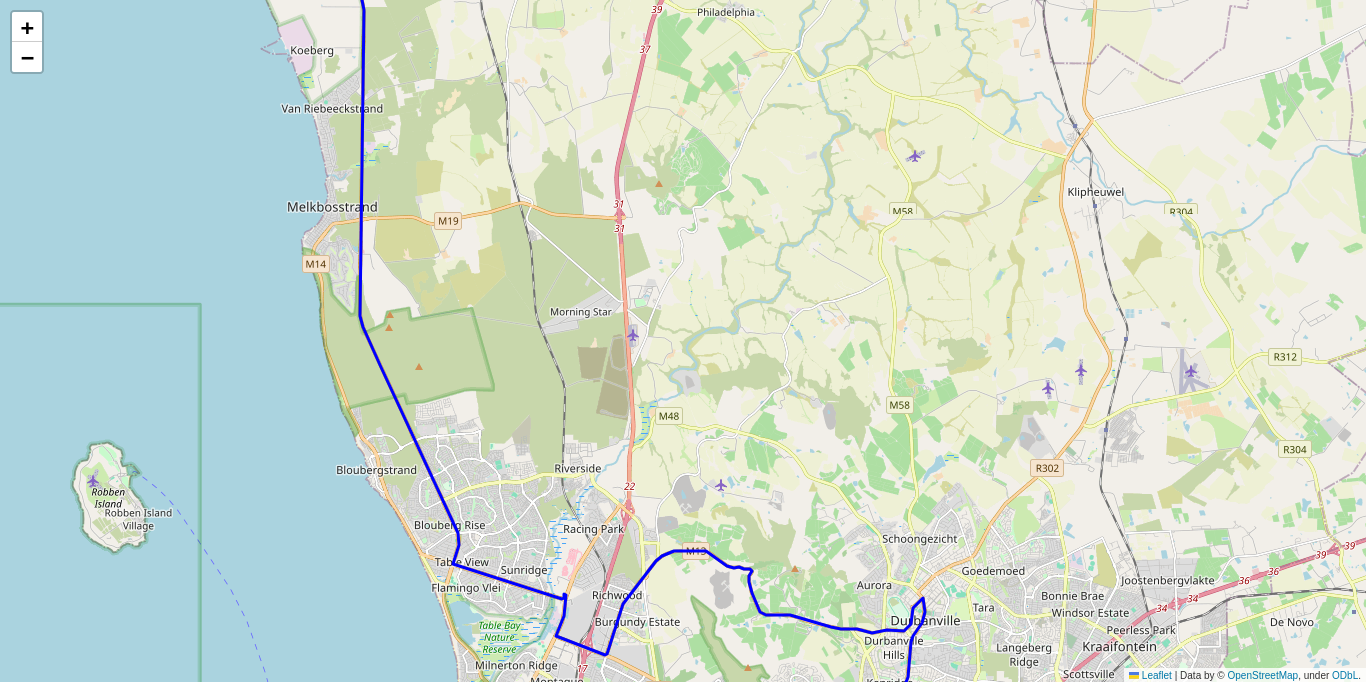 +
−
39
Philadelphia
37
Koeberg
Van Riebeeckstrand
Klipheuwel
31
Melkbosstrand
M58
R304
M19
31
M14
Morning Star
R312
M58
M48
R304
Bloubergstrand
Riverside
R302
22
Robben
Island
Robben Island
Village
Blouberg Rise
Racing Park
Schoongezicht
M13
39
39
Table View
Sunridge
Goedemoed
36
36
Joostenbergvlakte
Flamingo Vlei
Aurora
Richwood
Bonnie Brae
34
34
Tara
Windsor Estate
Table Bay
Nature
Reserve
Burgundy Estate
Durbanville
De Novo
Peerless Park
Durbanville
Hills
Langeberg
Ridge
Kraaifontein
Milnerton Ridge
17
Scottsville
Montague
Kenridge
Leaflet | Data by © OpenStreetMap, under ODbL.